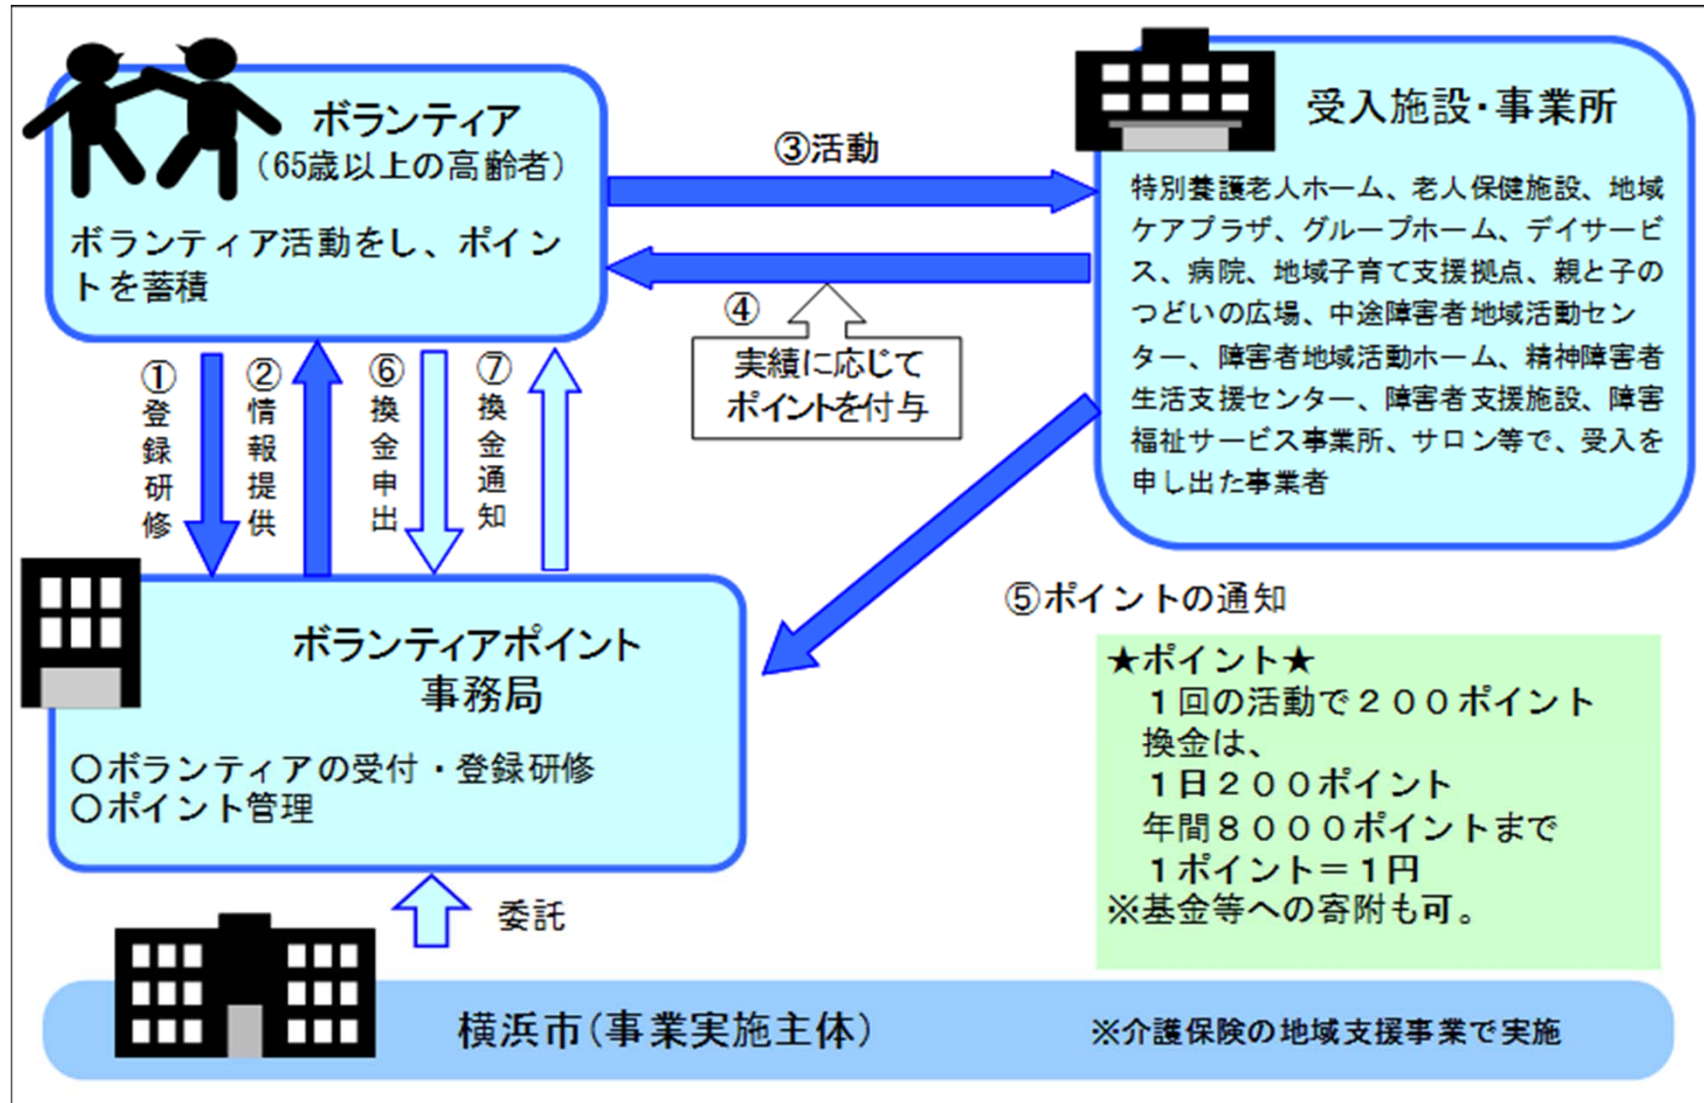 ボランティア
（65歳以上の高齢者）
ボランティア活動をし、ポイン
トを蓄積
③活動
④
実績に応じて
ポイントを付与
受入施設・事業所
特別養護老人ホーム、老人保健施設、地域
ケアプラザ、グループホーム、デイサービ
ス、病院、地域子育て支援拠点、親と子の
つどいの広場、中途障害者地域活動セン
ター、障害者地域活動ホーム、精神障害者
生活支援センター、障害者支援施設、障害
福祉サービス事業所、サロン等で、受入を
申し出た事業者
①登録研修
②情報提供
⑥換金申出
⑦換金通知
⑤ポイントの通知
ボランティアポイント
事務局
〇ボランティアの受付・登録研修
〇ポイント管理
★ポイント★
１回の活動で２００ポイント
換金は、
１日２００ポイント
年間８０００ポイントまで
１ポイント＝１円
※基金等への寄附も可。
委託
横浜市（事業実施主体）
※介護保険の地域支援事業で実施